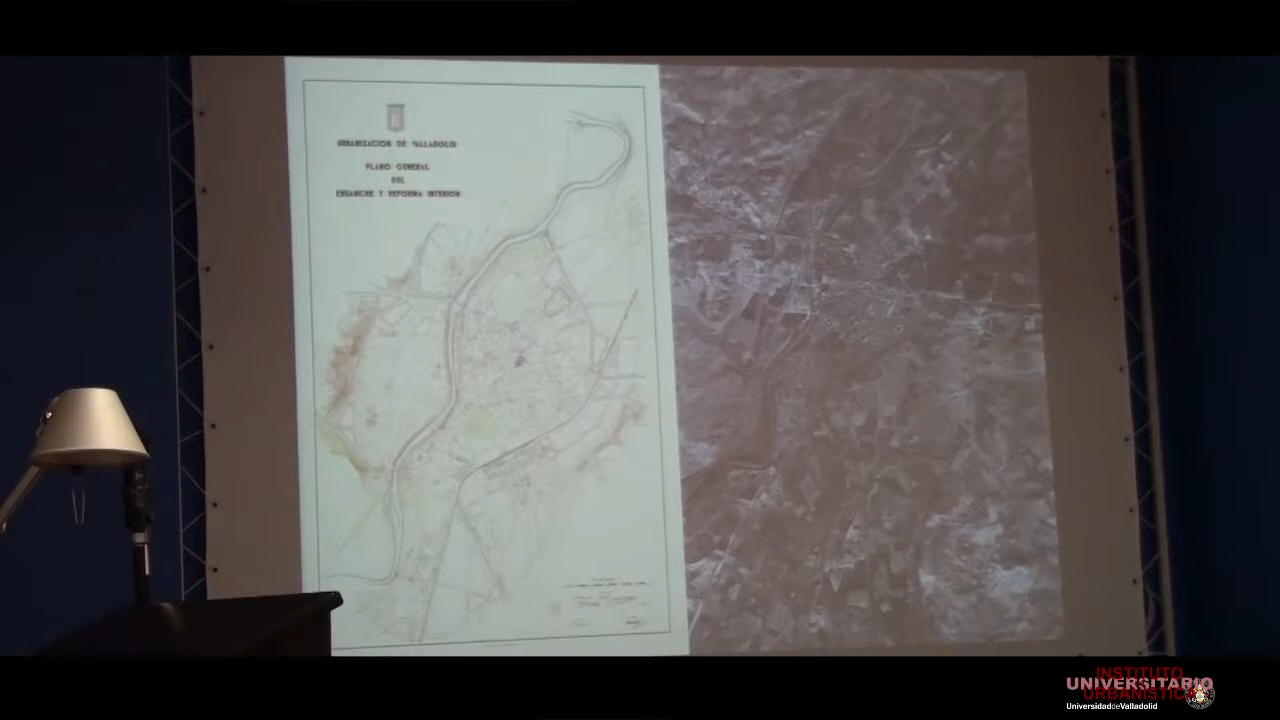 URBANIZACION DE VALLADOLID
PLANO GENERAL
DEL
ENSANCHE Y REFORMA INTERIOR
INSTITUTO
UNIVERSITARIO
URBANÍSTICA
UniversidaddeValladolid